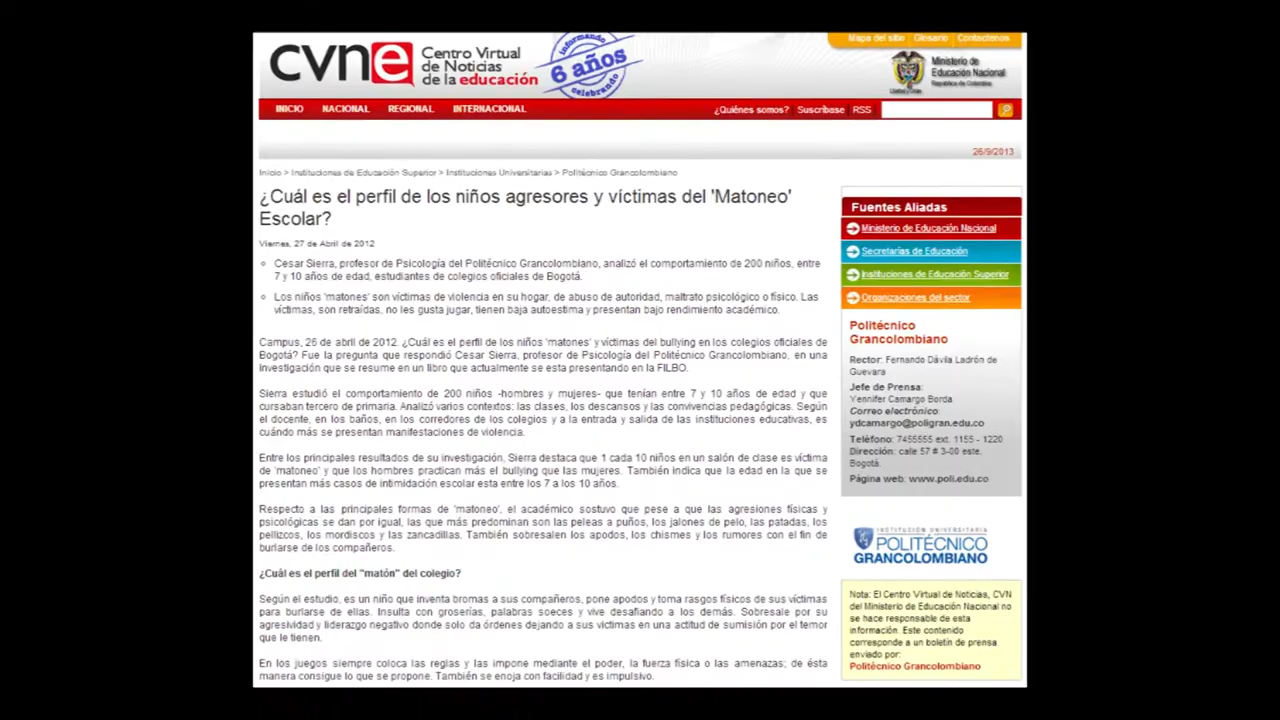 Mapa del sitio Glosario Contactenos
cvne Centro Virtual de Noticias de la educación
informando 6 años celebrando
Ministerio de Educación Nacional
República de Colombia
Libertad y Orden
INICIO NACIONAL REGIONAL INTERNACIONAL ¿Quiénes somos? Suscríbase RSS
26/9/2013
Inicio > Instituciones de Educación Superior > Instituciones Universitarias > Politécnico Grancolombiano
¿Cuál es el perfil de los niños agresores y víctimas del 'Matoneo'
Escolar?
Viernes, 27 de Abril de 2012
Cesar Sierra, profesor de Psicología del Politécnico Grancolombiano, analizó el comportamiento de 200 niños, entre
7 y 10 años de edad, estudiantes de colegios oficiales de Bogotá.
Los niños 'matones' son víctimas de violencia en su hogar, de abuso de autoridad, maltrato psicológico o físico. Las
víctimas, son retraídas, no les gusta jugar, tienen baja autoestima y presentan bajo rendimiento académico.
Campus, 26 de abril de 2012. ¿Cuál es el perfil de los niños 'matones' y víctimas del bullying en los colegios oficiales de
Bogotá? Fue la pregunta que respondió Cesar Sierra, profesor de Psicología del Politécnico Grancolombiano, en una
investigación que se resume en un libro que actualmente se esta presentando en la FILBO.
Sierra estudió el comportamiento de 200 niños -hombres y mujeres- que tenían entre 7 y 10 años de edad y que
cursaban tercero de primaria. Analizó varios contextos: las clases, los descansos y las convivencias pedagógicas. Según
el docente, en los baños, en los corredores de los colegios y a la entrada y salida de las instituciones educativas, es
cuándo más se presentan manifestaciones de violencia.
Entre los principales resultados de su investigación, Sierra destaca que 1 cada 10 niños en un salón de clase es víctima
de 'matoneo' y que los hombres practican más el bullying que las mujeres. También indica que la edad en la que se
presentan más casos de intimidación escolar esta entre los 7 a los 10 años.
Respecto a las principales formas de 'matoneo', el académico sostuvo que pese a que las agresiones físicas y
psicológicas se dan por igual, las que más predominan son las peleas a puños, los jalones de pelo, las patadas, los
pellizcos, los mordiscos y las zancadillas. También sobresalen los apodos, los chismes y los rumores con el fin de
burlarse de los compañeros.
¿Cuál es el perfil del "matón" del colegio?
Según el estudio, es un niño que inventa bromas a sus compañeros, pone apodos y toma rasgos físicos de sus víctimas
para burlarse de ellas. Insulta con groserías, palabras soeces y vive desafiando a los demás. Sobresale por su
agresividad y liderazgo negativo donde solo da órdenes dejando a sus victimas en una actitud de sumisión por el temor
que le tienen.
En los juegos siempre coloca las reglas y las impone mediante el poder, la fuerza física o las amenazas; de ésta
manera consigue lo que se propone. También se enoja con facilidad y es impulsivo.
Fuentes Aliadas
Ministerio de Educación Nacional
Secretarías de Educación
Instituciones de Educación Superior
Organizaciones del sector
Politécnico
Grancolombiano
Rector: Fernando Dávila Ladrón de
Guevara
Jefe de Prensa:
Yennifer Camargo Borda
Correo electrónico:
ydcamargo@poligran.edu.co
Teléfono: 7455555 ext. 1155 - 1220
Dirección: calle 57 # 3-00 este.
Bogotá.
Página web: www.poli.edu.co
INSTITUCIÓN UNIVERSITARIA
POLITÉCNICO
GRANCOLOMBIANO
Nota: El Centro Virtual de Noticias, CVN
del Ministerio de Educación Nacional no
se hace responsable de esta
información. Este contenido
corresponde a un boletín de prensa
enviado por:
Politécnico Grancolombiano